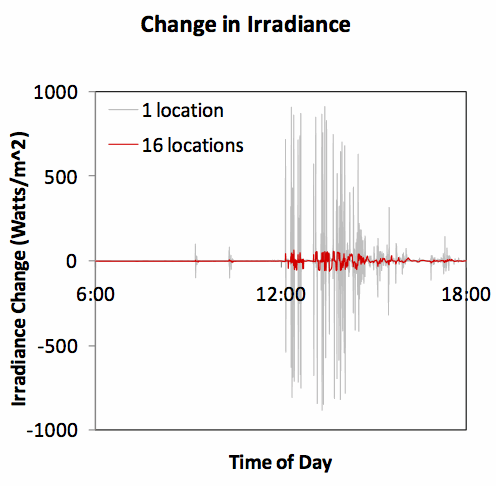 Change in Irradiance
1000
1 location
16 locations
500
0
-500
-1000
6:00
12:00
18:00
Irradiance Change (Watts/m^2)
Time of Day